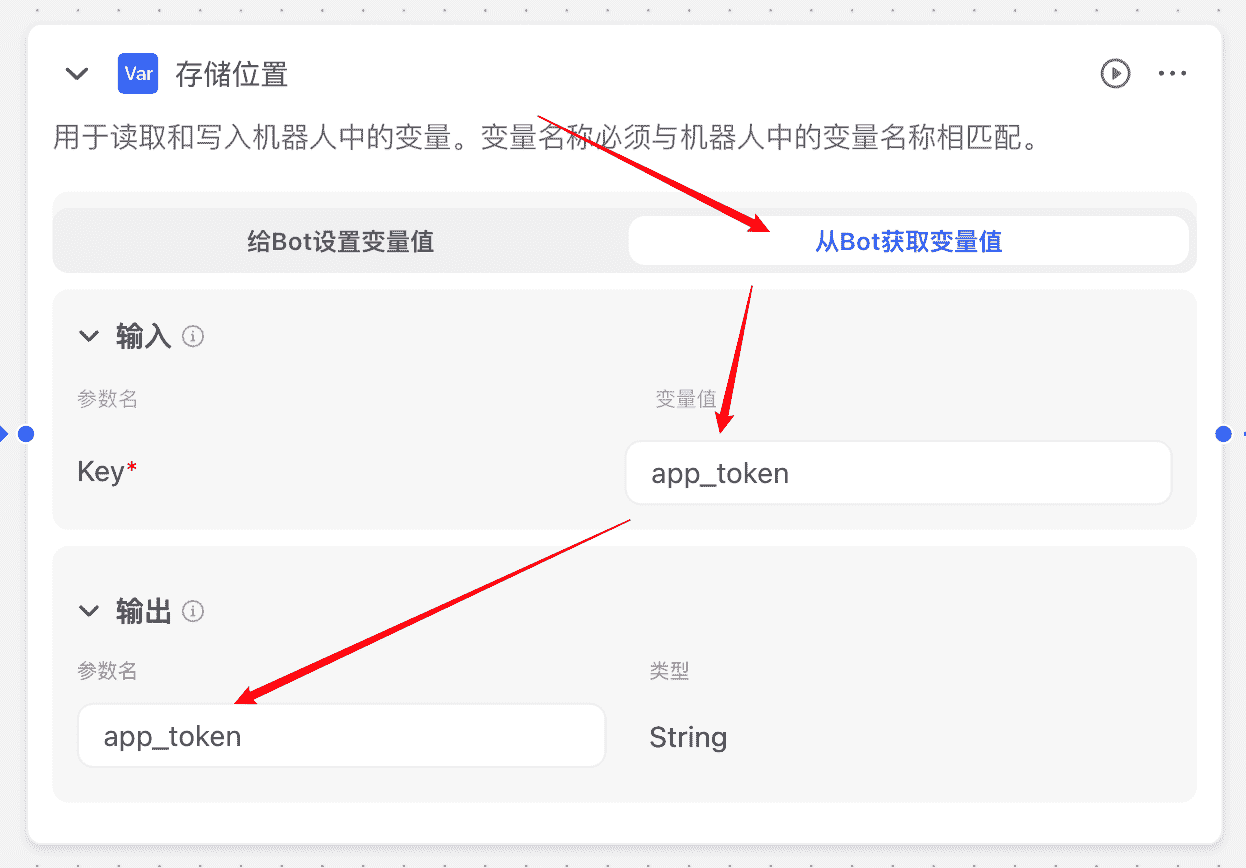 Var 存储位置
用于读取和写入机器人中的变量。变量名称必须与机器人中的变量名称相匹配。
给Bot设置变量值 从Bot获取变量值
输入
参数名 变量值
Key* app_token
输出
参数名 类型
app_token String